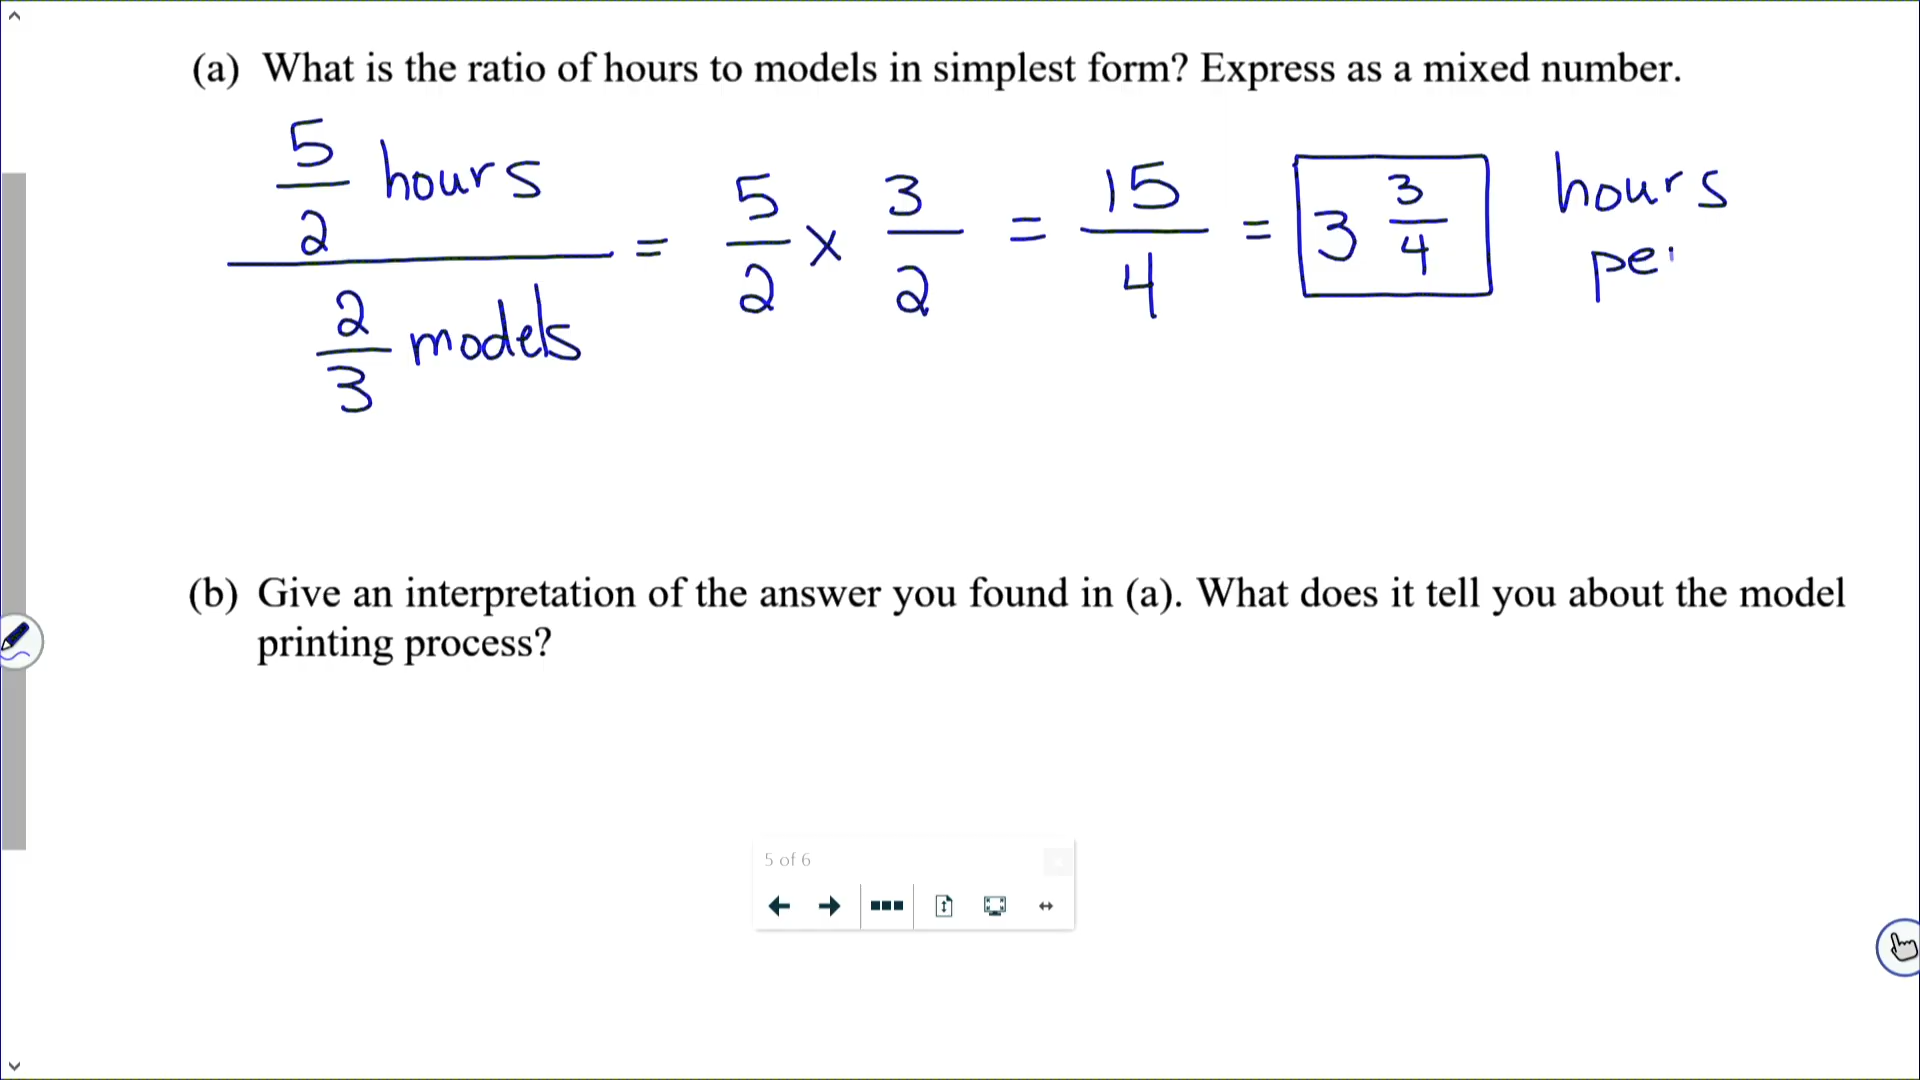 (a) What is the ratio of hours to models in simplest form? Express as a mixed number.
5/2 hours
2/3 models
= 5/2 x 3/2 = 15/4 = 3 3/4 hours
pe
(b) Give an interpretation of the answer you found in (a). What does it tell you about the model
printing process?
5 of 6